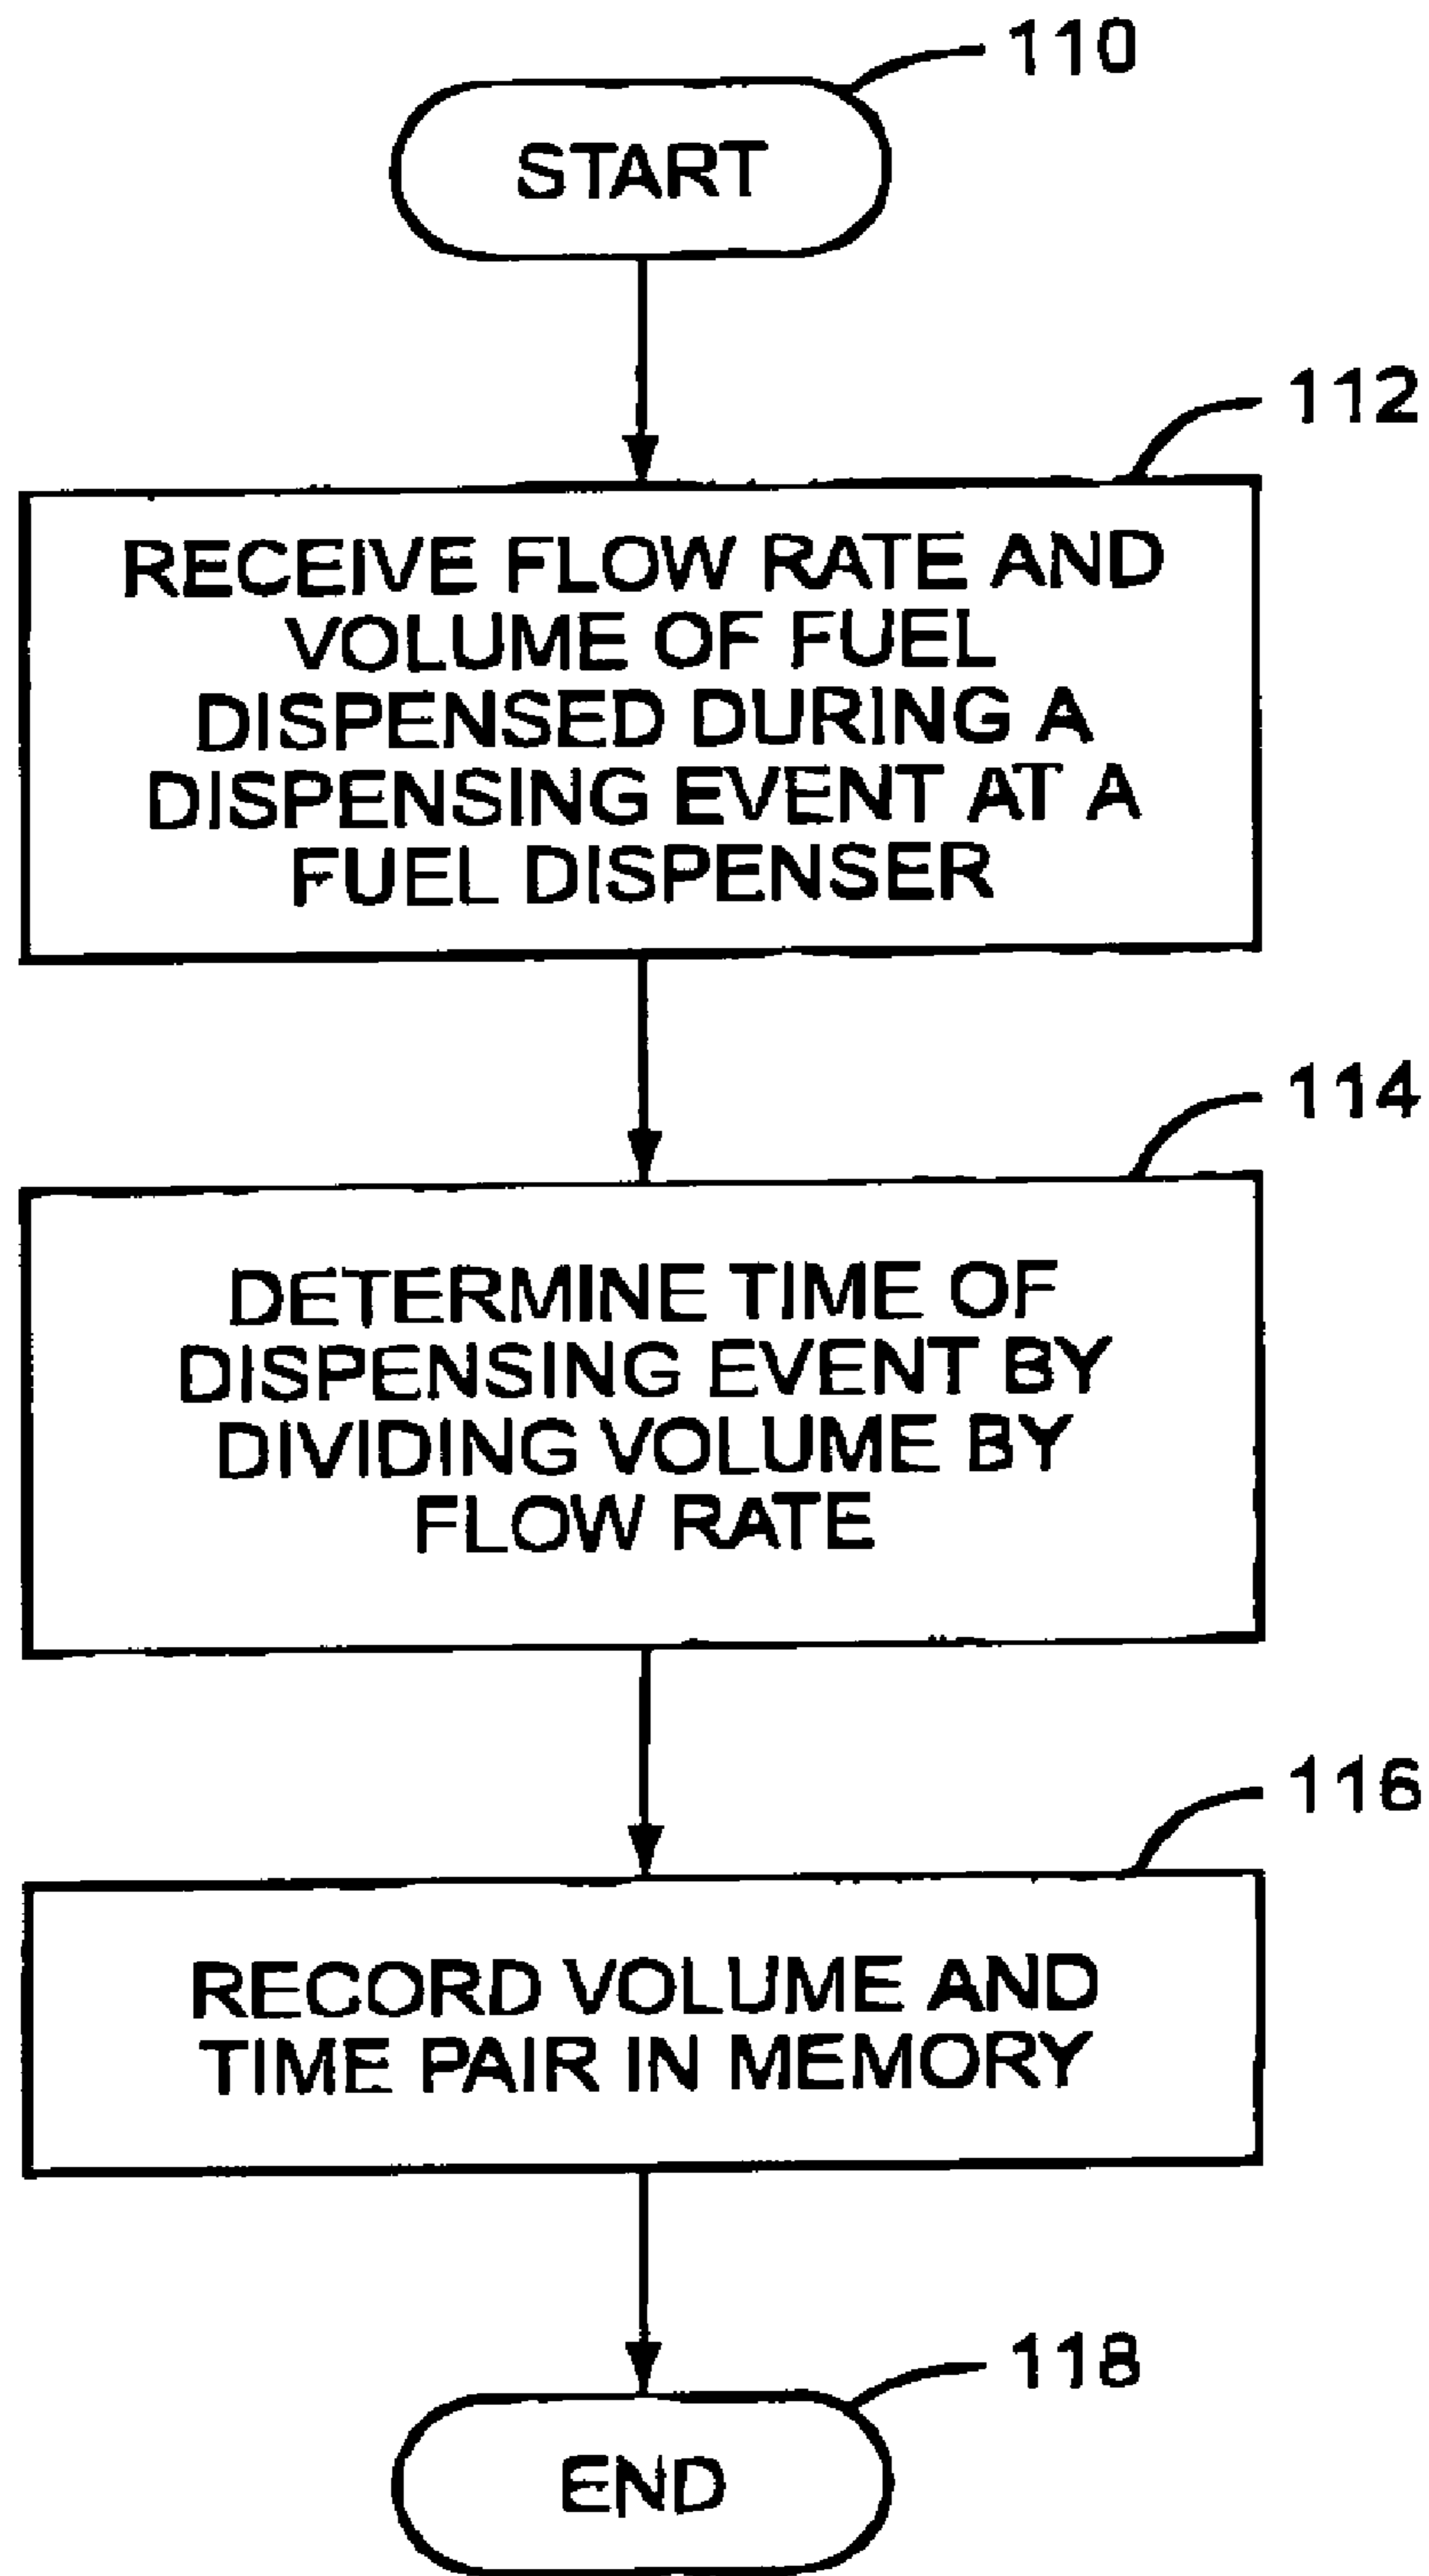 110
START
112
RECEIVE FLOW RATE AND
VOLUME OF FUEL
DISPENSED DURING A
DISPENSING EVENT AT A
FUEL DISPENSER
114
DETERMINE TIME OF
DISPENSING EVENT BY
DIVIDING VOLUME BY
FLOW RATE
116
RECORD VOLUME AND
TIME PAIR IN MEMORY
118
END